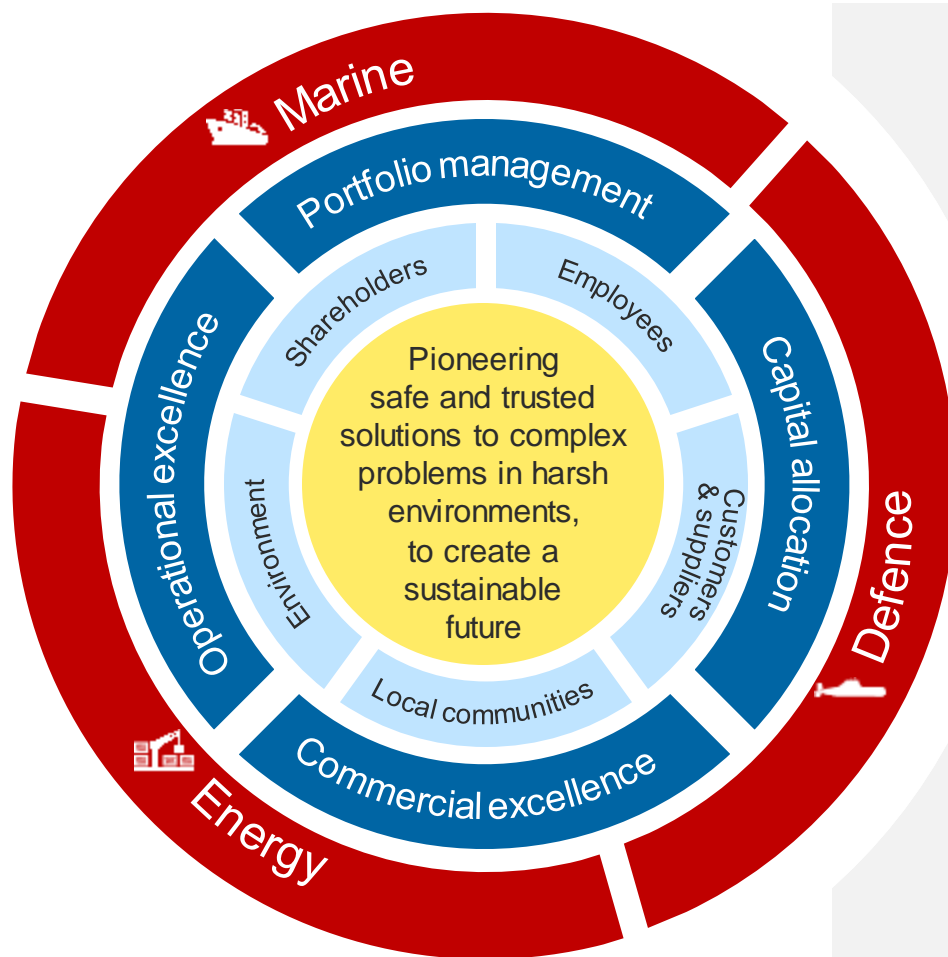 Marine
Portfolio management
Shareholders
Employees
Operational excellence
Capital allocation
Pioneering
safe and trusted
solutions to complex
problems in harsh
environments,
to create a
sustainable
future
Environment
Customers
& suppliers
Defence
Local communities
Commercial excellence
Energy